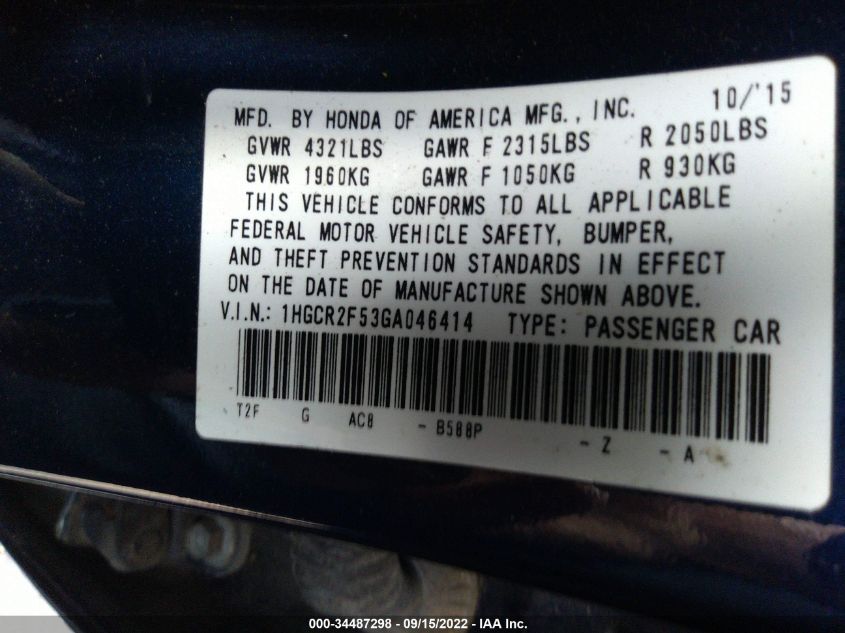 MFD. BY HONDA OF AMERICA MFG., INC. 10/'15
GVWR 4321LBS GAWR F 2315LBS R 2050LBS
GVWR 1960KG GAWR F 1050KG R 930KG
THIS VEHICLE CONFORMS TO ALL APPLICABLE
FEDERAL MOTOR VEHICLE SAFETY, BUMPER,
AND THEFT PREVENTION STANDARDS IN EFFECT
ON THE DATE OF MANUFACTURE SHOWN ABOVE.
V.I.N.: 1HGCR2F53GA046414 TYPE: PASSENGER CAR
T2F G AC8 - B588P - Z - A
000-34487298 - 09/15/2022 - IAA Inc.